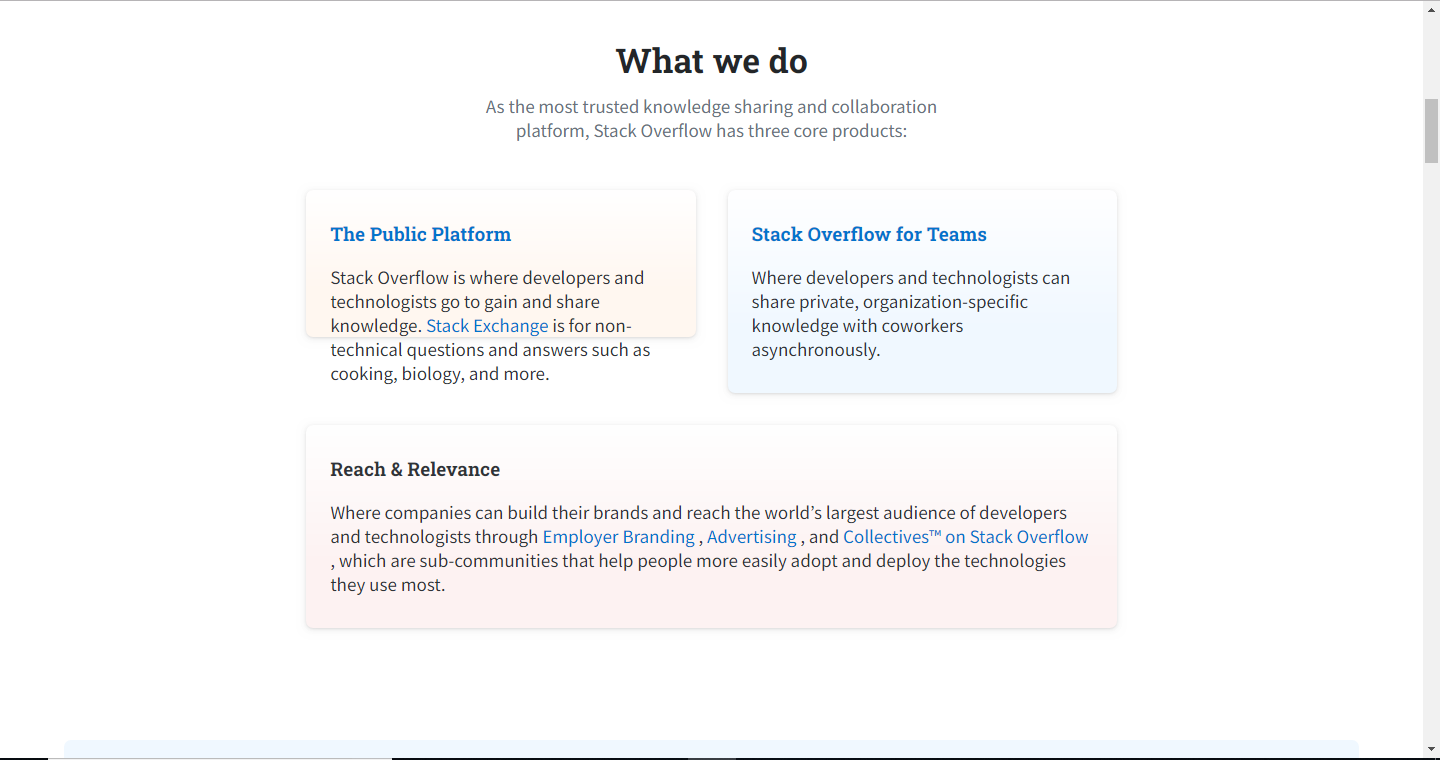 What we do
As the most trusted knowledge sharing and collaboration
platform, Stack Overflow has three core products:
The Public Platform
Stack Overflow is where developers and
technologists go to gain and share
knowledge. Stack Exchange is for non-
technical questions and answers such as
cooking, biology, and more.
Stack Overflow for Teams
Where developers and technologists can
share private, organization-specific
knowledge with coworkers
asynchronously.
Reach & Relevance
Where companies can build their brands and reach the world’s largest audience of developers
and technologists through Employer Branding , Advertising , and Collectives™ on Stack Overflow
, which are sub-communities that help people more easily adopt and deploy the technologies
they use most.